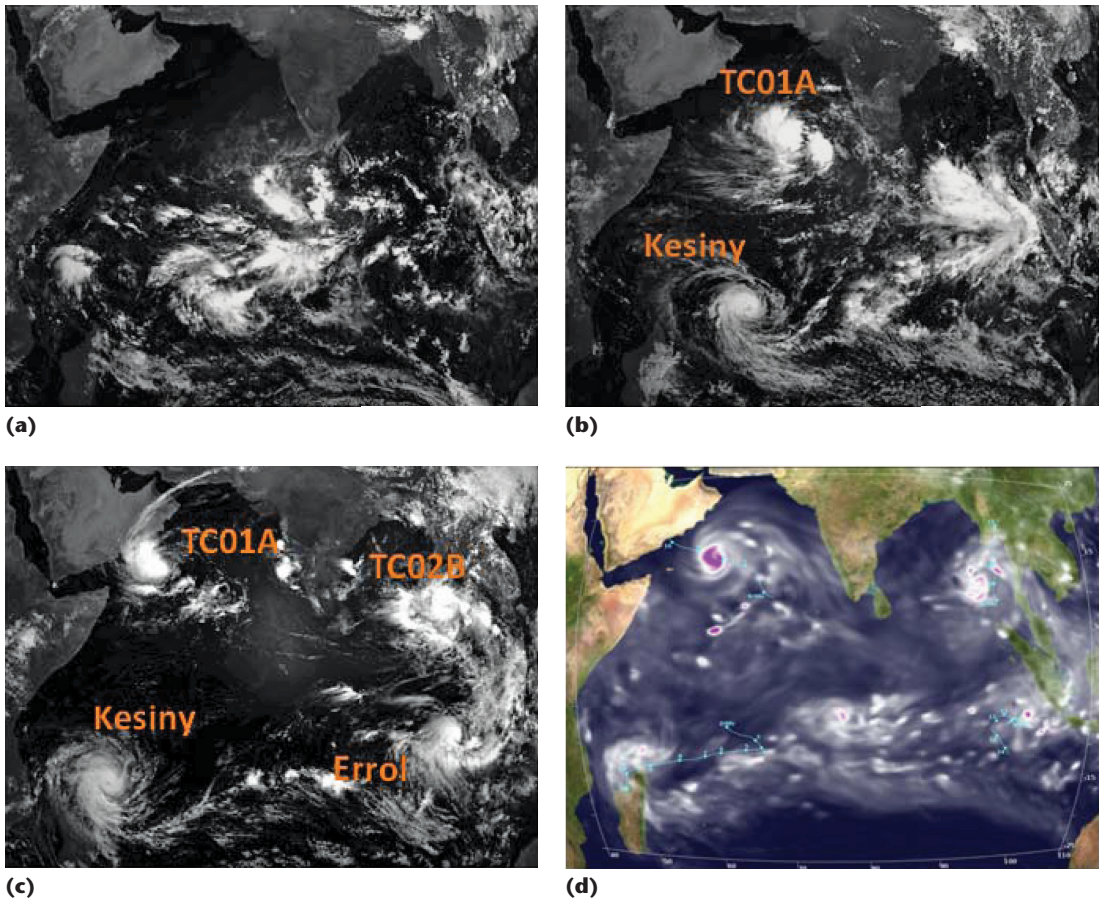 TC01A
Kesiny
(a)
(b)
TC01A
TC02B
Kesiny
Errol
(c)
(d)